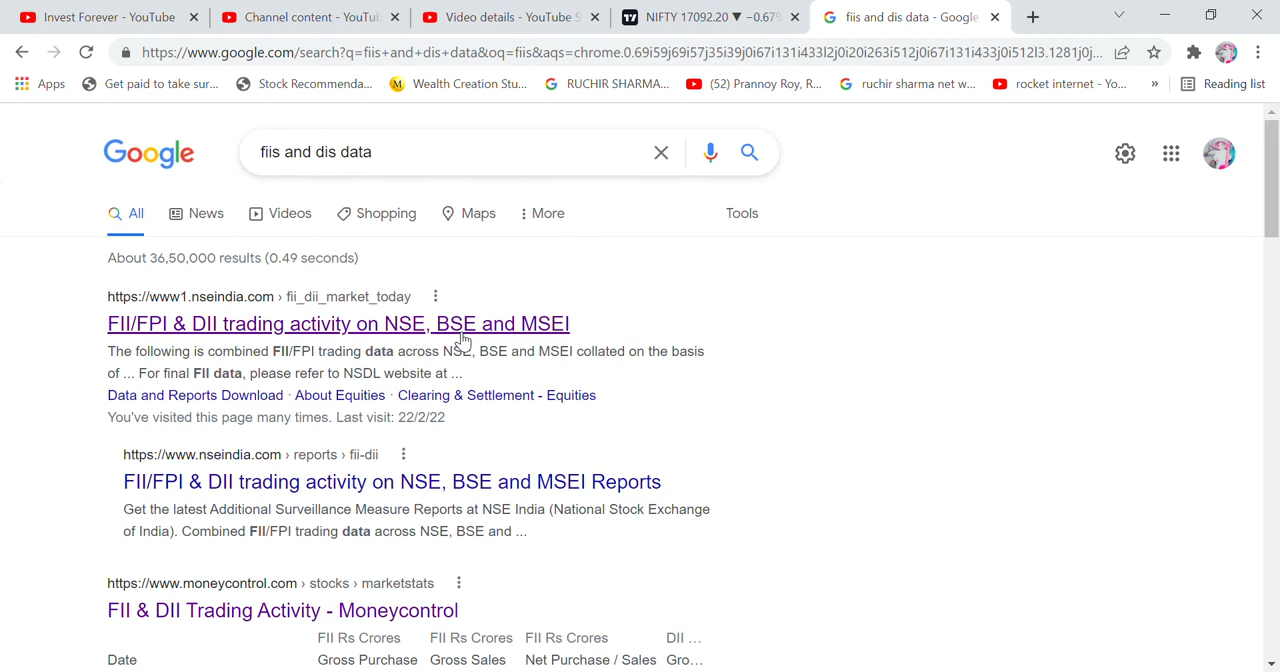 Invest Forever - YouTube
Channel content - YouTub
Video details - YouTube S
NIFTY 17092.20 ▼ -0.67%
fiis and dis data - Google
https://www.google.com/search?q=fiis+and+dis+data&oq=fiis&aqs=chrome.0.69i59j69i57j35i39j0i67i131i433l2j0i20i263i512j0i67i131i433j0i512l3.1281j0j...
Apps
Get paid to take sur...
Stock Recommenda...
Wealth Creation Stu...
RUCHIR SHARMA...
(52) Prannoy Roy, R...
ruchir sharma net w...
rocket internet - Yo...
»
Reading list
Google
fiis and dis data
All
News
Videos
Shopping
Maps
More
Tools
About 36,50,000 results (0.49 seconds)
https://www1.nseindia.com › fii_dii_market_today
FII/FPI & DII trading activity on NSE, BSE and MSEI
The following is combined FII/FPI trading data across NSE, BSE and MSEI collated on the basis
of ... For final FII data, please refer to NSDL website at ...
Data and Reports Download · About Equities · Clearing & Settlement - Equities
You've visited this page many times. Last visit: 22/2/22
https://www.nseindia.com › reports › fii-dii
FII/FPI & DII trading activity on NSE, BSE and MSEI Reports
Get the latest Additional Surveillance Measure Reports at NSE India (National Stock Exchange
of India). Combined FII/FPI trading data across NSE, BSE and ...
https://www.moneycontrol.com › stocks › marketstats
FII & DII Trading Activity - Moneycontrol
FII Rs Crores FII Rs Crores FII Rs Crores DII ...
Date Gross Purchase Gross Sales Net Purchase / Sales Gro...